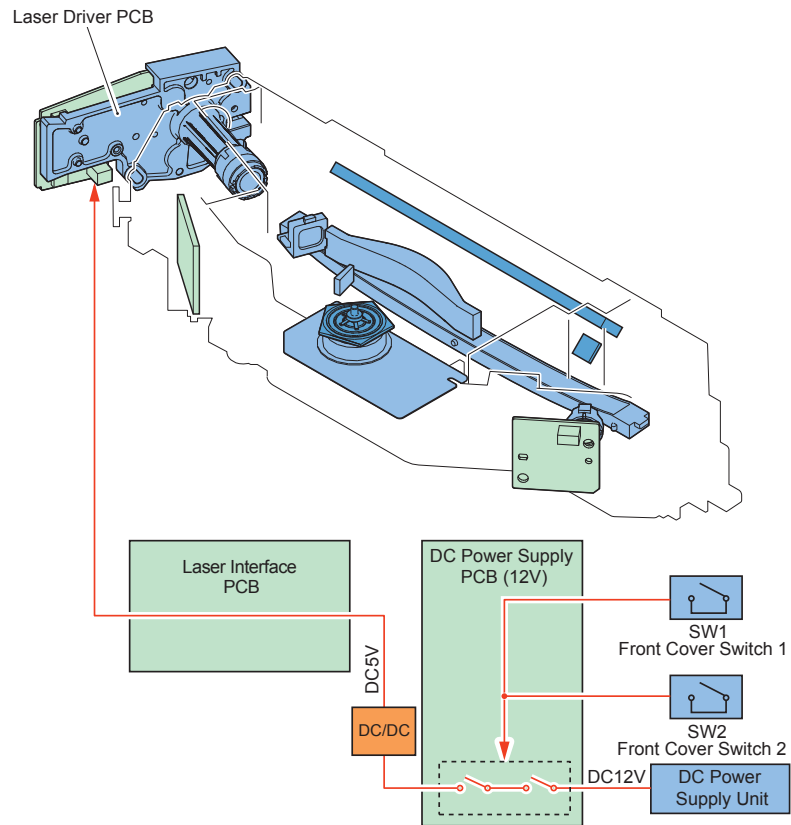 Laser Driver PCB
Laser Interface
PCB
DC Power Supply
PCB (12V)
SW1
Front Cover Switch 1
DC5V
SW2
Front Cover Switch 2
DC/DC
DC12V
DC Power
Supply Unit